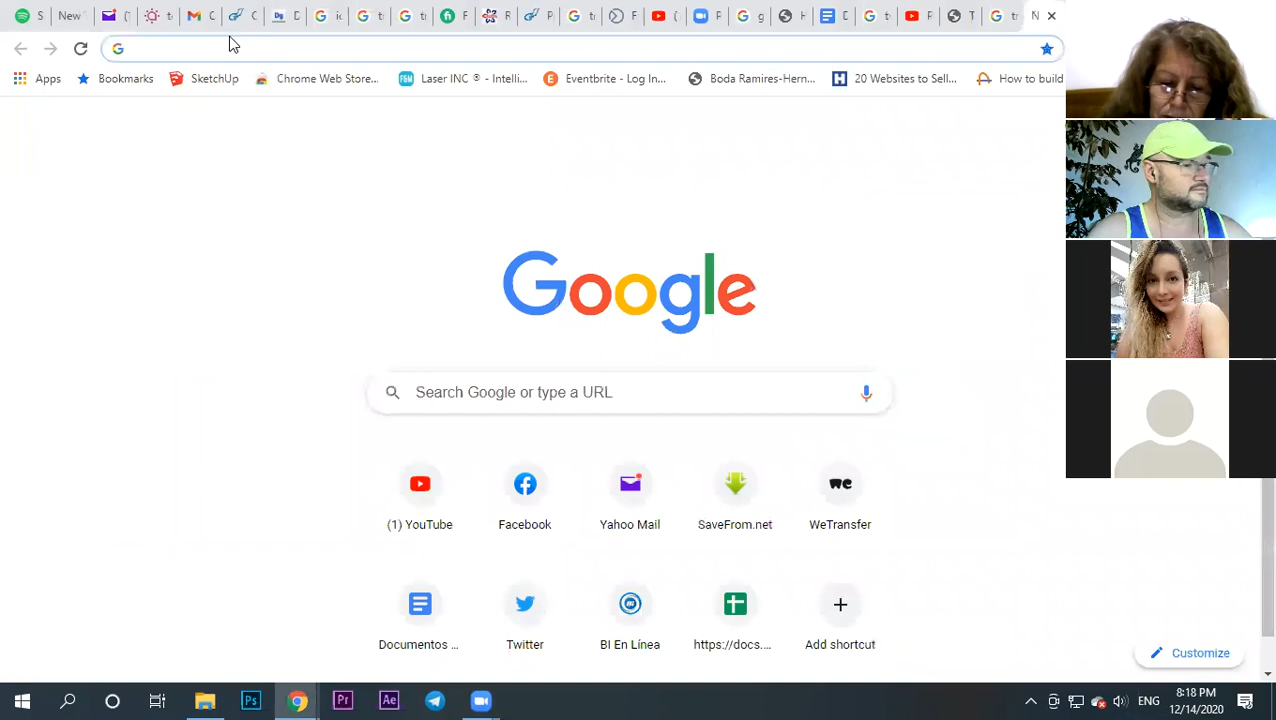 New
Apps
Bookmarks
SketchUp
Chrome Web Store...
Laser INC ® - Intelli...
Eventbrite - Log In...
Boda Ramires-Hern...
20 Websites to Sell...
How to build
Google
Search Google or type a URL
(1) YouTube
Facebook
Yahoo Mail
SaveFrom.net
WeTransfer
Documentos ...
Twitter
BI En Línea
https://docs....
Add shortcut
Customize
ENG
8:18 PM
12/14/2020